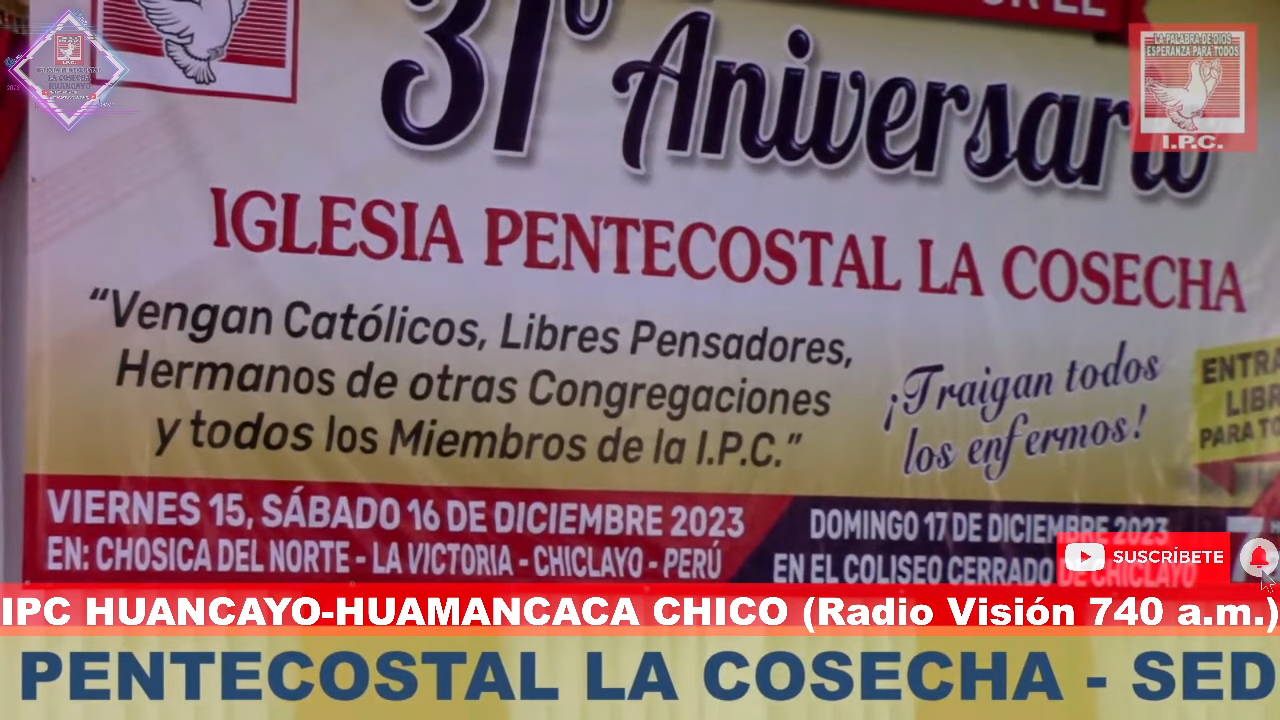 POR EL
31° Aniversario
LA PALABRA DE DIOS
ESPERANZA PARA TODOS
I.P.C.
IGLESIA PENTECOSTAL LA COSECHA
“Vengan Católicos, Libres Pensadores,
Hermanos de otras Congregaciones
y todos los Miembros de la I.P.C.”
¡Traigan todos
los enfermos!
VIERNES 15, SÁBADO 16 DE DICIEMBRE 2023
EN: CHOSICA DEL NORTE - LA VICTORIA - CHICLAYO - PERÚ
DOMINGO 17 DE DICIEMBRE 2023
EN EL COLISEO CERRADO DE CHICLAYO
SUSCRÍBETE
IPC HUANCAYO-HUAMANCACA CHICO (Radio Visión 740 a.m.)
PENTECOSTAL LA COSECHA - SED